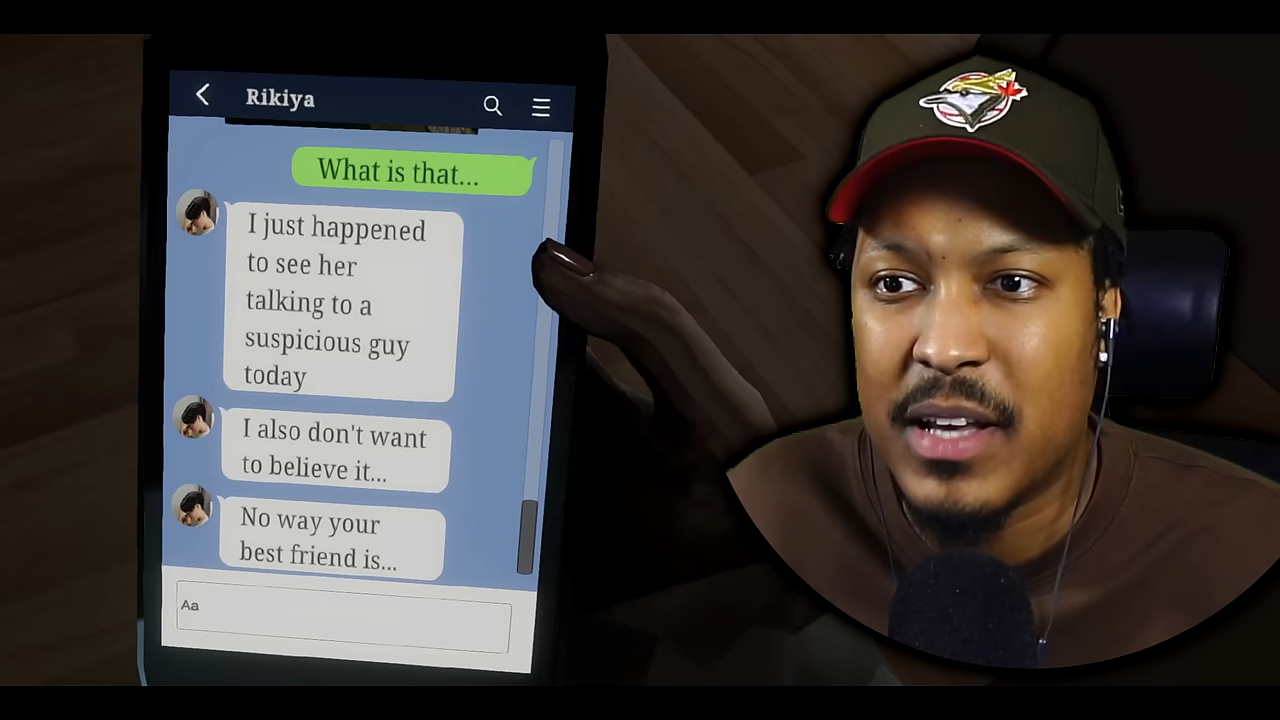 Rikiya
What is that...
I just happened
to see her
talking to a
suspicious guy
today
I also don't want
to believe it...
No way your
best friend is...
Aa